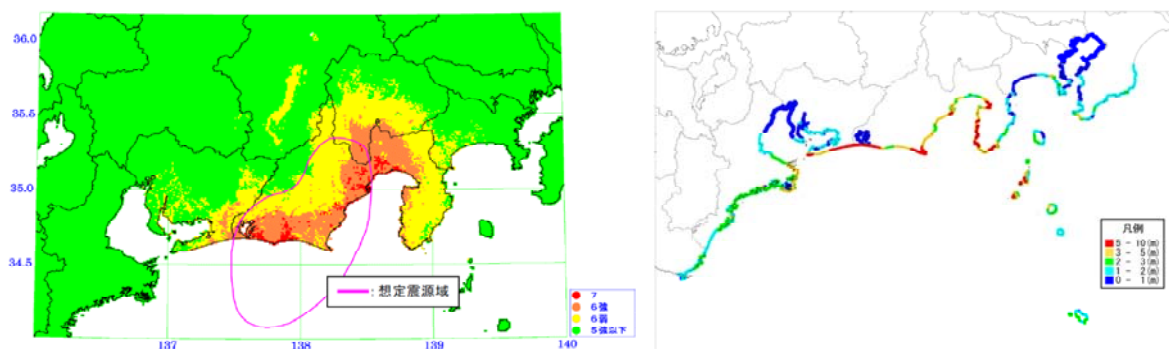 36.0
35.5
35.0
34.5
:想定震源域
7
6強
6弱
5強以下
137
138
139
140
凡例
5 - 10(m)
3 - 5(m)
2 - 3(m)
1 - 2(m)
0 - 1(m)